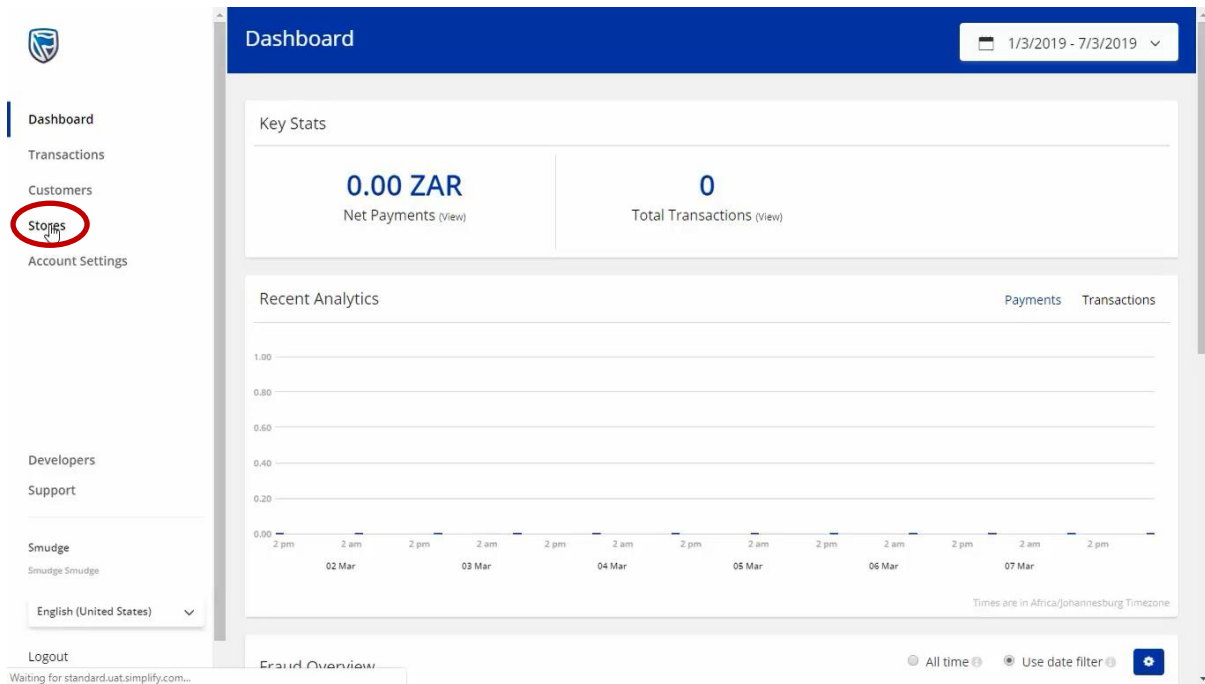 Dashboard
1/3/2019 - 7/3/2019
Dashboard
Transactions
Customers
Stores
Account Settings
Developers
Support
Smudge
Smudge Smudge
English (United States)
Logout
Waiting for standard.uat.simplify.com...
Key Stats
0.00 ZAR
Net Payments (View)
0
Total Transactions (View)
Recent Analytics
Payments Transactions
1.00
0.80
0.60
0.40
0.20
0.00
2 pm 2 am 2 pm 2 am 2 pm 2 am 2 pm 2 am 2 pm 2 am 2 pm 2 am 2 pm
02 Mar 03 Mar 04 Mar 05 Mar 06 Mar 07 Mar
Times are in Africa/Johannesburg Timezone
Fraud Overview
All time Use date filter